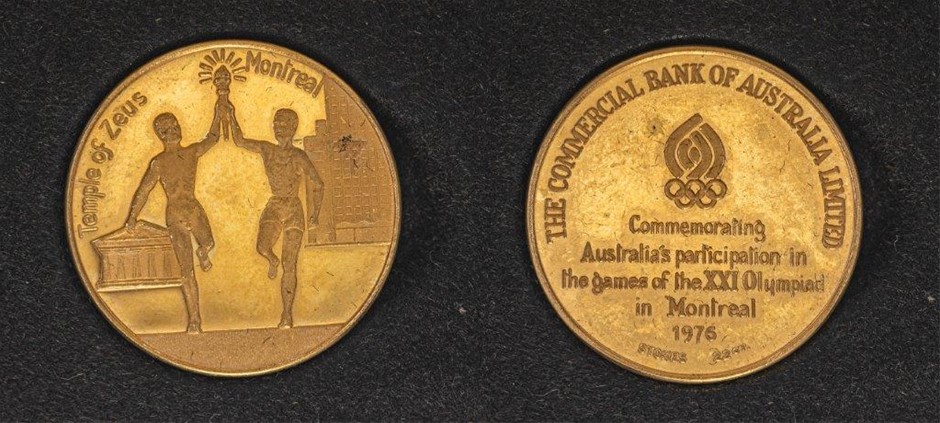 Temple of Zeus
Montreal
THE COMMERCIAL BANK OF AUSTRALIA LIMITED
Commemorating
Australia's participation in
the games of the XXI Olympiad
in Montreal
1976
STOKES